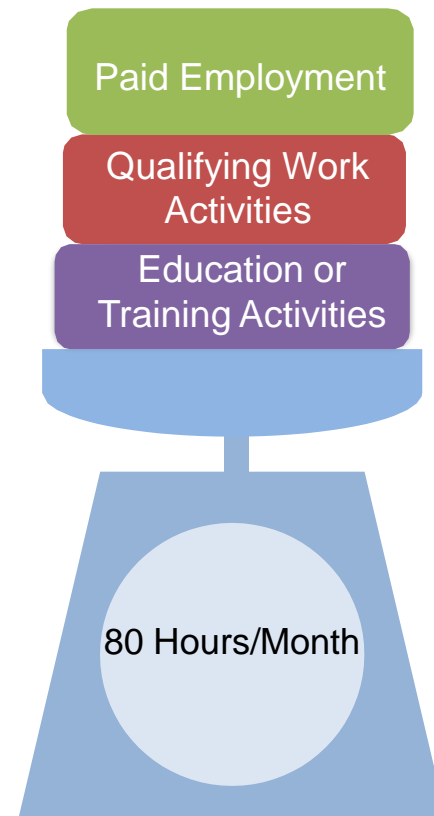 Paid Employment
Qualifying Work
Activities
Education or
Training Activities
80 Hours/Month